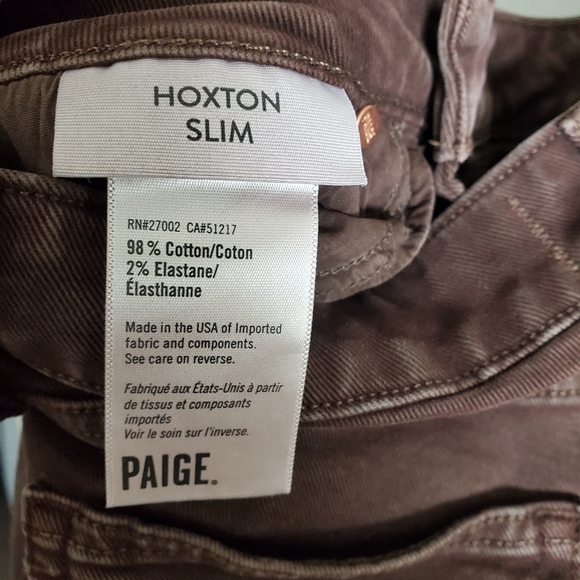 HOXTON
SLIM
RN#27002 CA#51217
98% Cotton/Coton
2% Elastane/
Élasthanne
Made in the USA of Imported
fabric and components.
See care on reverse.
Fabriqué aux États-Unis à partir
de tissus et composants
importés
Voir le soin sur l'inverse.
PAIGE.